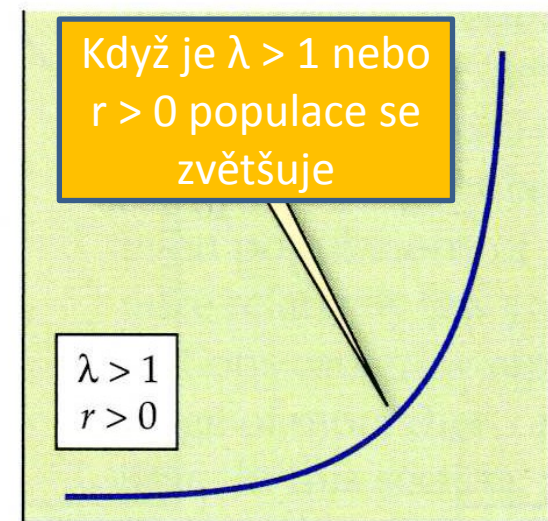 Když je λ > 1 nebo
r > 0 populace se
zvětšuje
λ > 1
r > 0